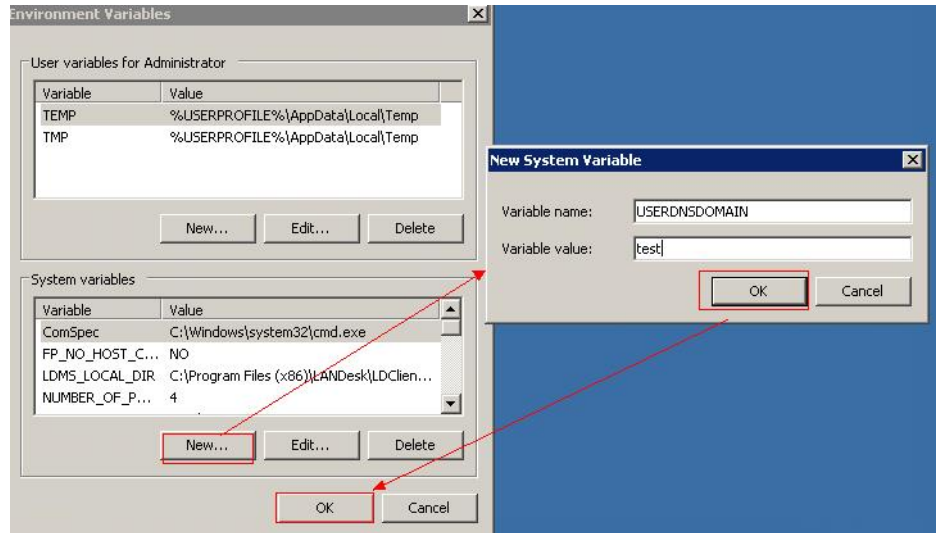 Environment Variables
User variables for Administrator
Variable Value
TEMP %USERPROFILE%\AppData\Local\Temp
TMP %USERPROFILE%\AppData\Local\Temp
New... Edit... Delete
System variables
Variable Value
ComSpec C:\Windows\system32\cmd.exe
FP_NO_HOST_C... NO
LDMS_LOCAL_DIR C:\Program Files (x86)\LANDesk\LDClien...
NUMBER_OF_P... 4
New... Edit... Delete
OK Cancel
New System Variable
Variable name: USERDNSDOMAIN
Variable value: test
OK Cancel